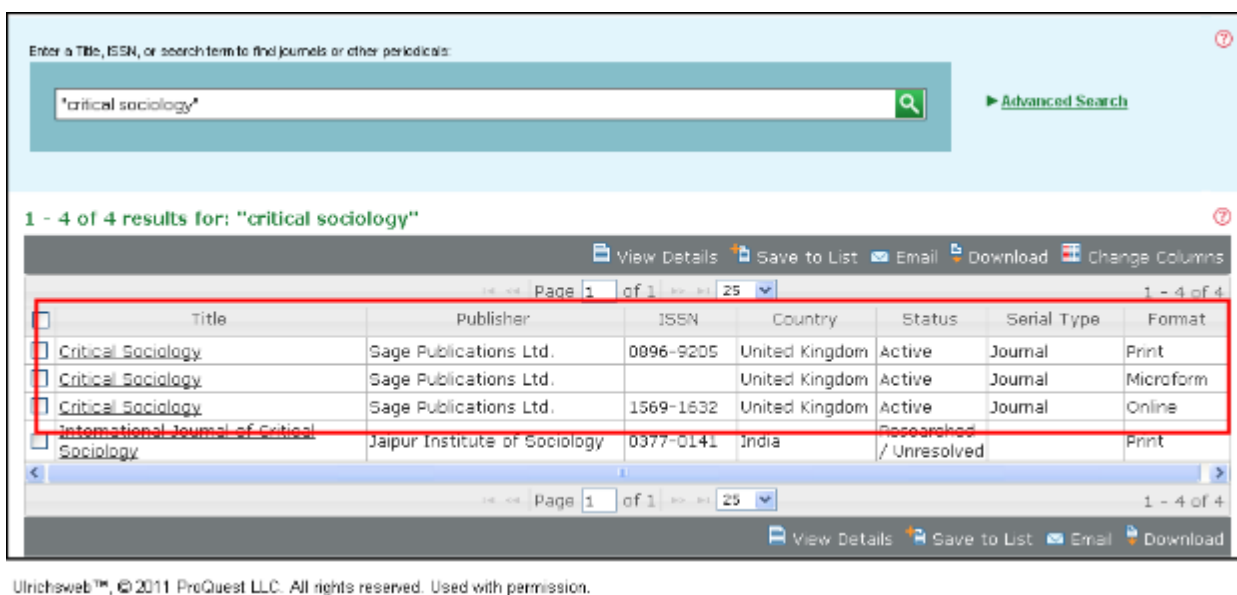 Enter a Title, ISSN, or search term to find journals or other periodicals:
"critical sociology"
Advanced Search
1 - 4 of 4 results for: "critical sociology"
View Details Save to List Email Download Change Columns
Page 1 of 1 25 1 - 4 of 4
Title Publisher ISSN Country Status Serial Type Format
Critical Sociology Sage Publications Ltd. 0896-9205 United Kingdom Active Journal Print
Critical Sociology Sage Publications Ltd. United Kingdom Active Journal Microform
Critical Sociology Sage Publications Ltd. 1569-1632 United Kingdom Active Journal Online
International Journal of Critical Researched
Sociology Jaipur Institute of Sociology 0377-0141 India / Unresolved Print
Page 1 of 1 25 1 - 4 of 4
View Details Save to List Email Download
Ulrichsweb™, © 2011 ProQuest LLC. All rights reserved. Used with permission.